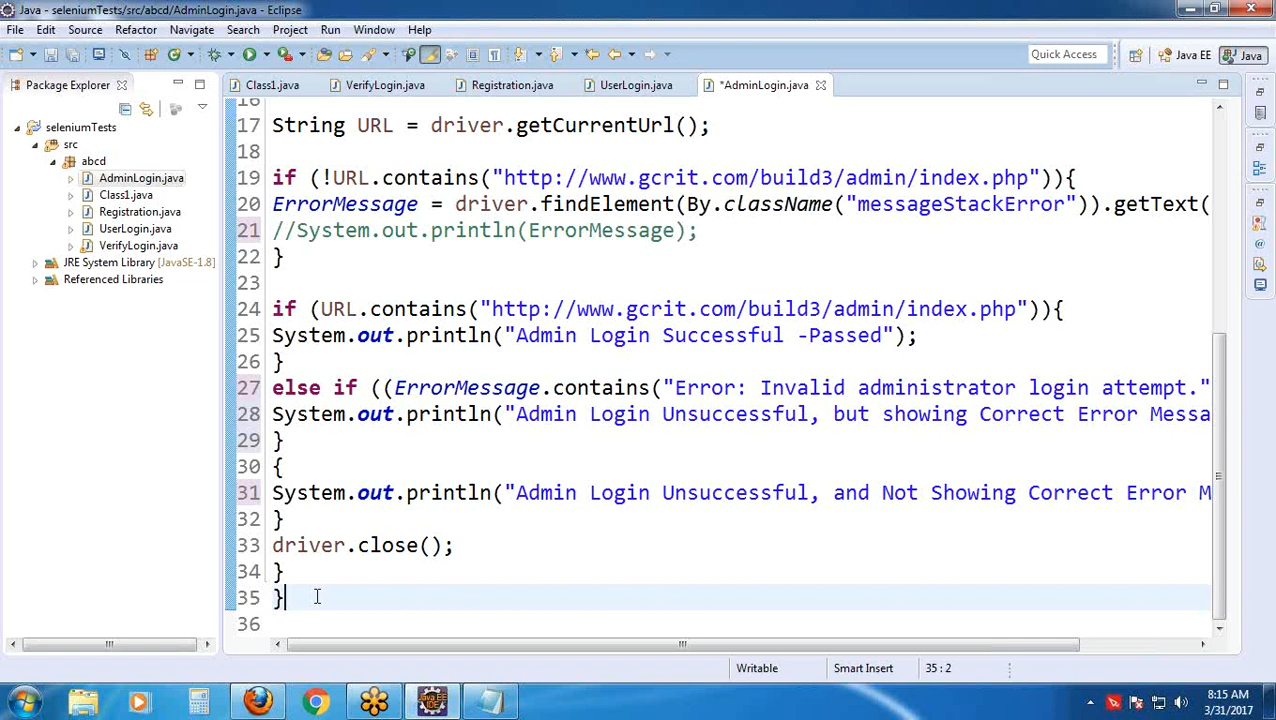 Java - seleniumTests/src/abcd/AdminLogin.java - Eclipse
File Edit Source Refactor Navigate Search Project Run Window Help
Quick Access Java EE Java
Package Explorer Class1.java VerifyLogin.java Registration.java UserLogin.java *AdminLogin.java
seleniumTests
src
abcd
AdminLogin.java
Class1.java
Registration.java
UserLogin.java
VerifyLogin.java
JRE System Library [JavaSE-1.8]
Referenced Libraries
16
17 String URL = driver.getCurrentUrl();
18
19 if (!URL.contains("http://www.gcrit.com/build3/admin/index.php")){
20 ErrorMessage = driver.findElement(By.className("messageStackError")).getText(
21 //System.out.println(ErrorMessage);
22 }
23
24 if (URL.contains("http://www.gcrit.com/build3/admin/index.php")){
25 System.out.println("Admin Login Successful -Passed");
26 }
27 else if ((ErrorMessage.contains("Error: Invalid administrator login attempt."
28 System.out.println("Admin Login Unsuccessful, but showing Correct Error Messa
29 }
30 {
31 System.out.println("Admin Login Unsuccessful, and Not Showing Correct Error M
32 }
33 driver.close();
34 }
35 }
36
Writable Smart Insert 35 : 2
Java EE
IDE
8:15 AM
3/31/2017